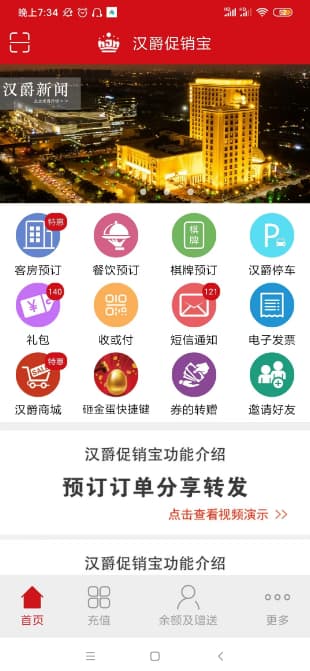 晚上7:34
汉爵促销宝
汉爵新闻
特惠
棋牌
客房预订 餐饮预订 棋牌预订 汉爵停车
140
121
礼包 收或付 短信通知 电子发票
特惠
SALE
汉爵商城 砸金蛋快捷键 券的转赠 邀请好友
汉爵促销宝功能介绍
预订订单分享转发
点击查看视频演示 >>
汉爵促销宝功能介绍
首页 充值 余额及赠送 更多